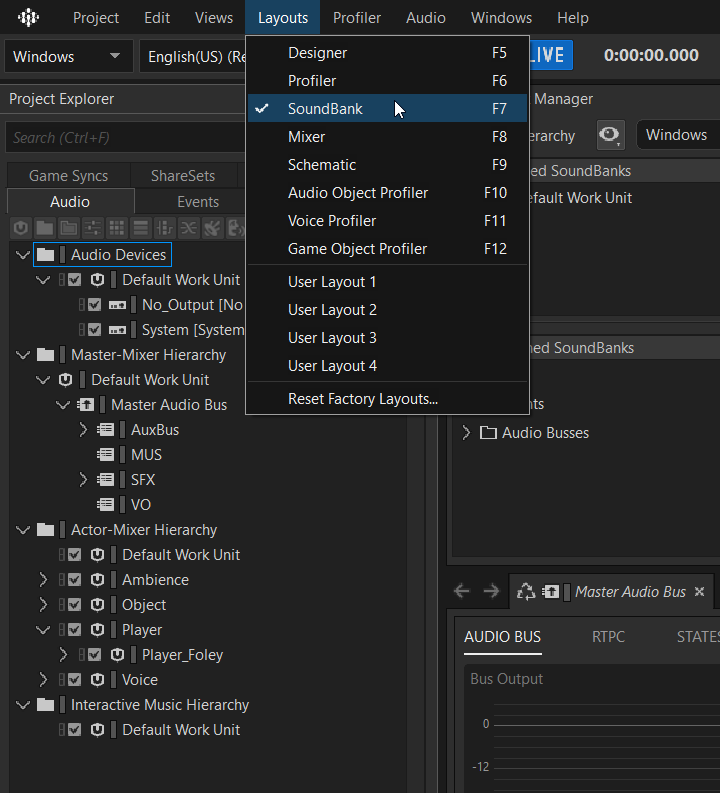 Project Edit Views Layouts Profiler Audio Windows Help
Windows English(US) (Re LIVE 0:00:00.000
Designer F5
Profiler F6
SoundBank F7
Mixer F8
Schematic F9
Audio Object Profiler F10
Voice Profiler F11
Game Object Profiler F12
User Layout 1
User Layout 2
User Layout 3
User Layout 4
Reset Factory Layouts...
Project Explorer
Search (Ctrl+F)
Game Syncs ShareSets
Audio Events
Audio Devices
Default Work Unit
No_Output [No
System [System
Master-Mixer Hierarchy
Default Work Unit
Master Audio Bus
AuxBus
MUS
SFX
VO
Actor-Mixer Hierarchy
Default Work Unit
Ambience
Object
Player
Player_Foley
Voice
Interactive Music Hierarchy
Default Work Unit
Manager
erarchy Windows
ed SoundBanks
efault Work Unit
ned SoundBanks
nts
Audio Busses
Master Audio Bus
AUDIO BUS RTPC STATES
Bus Output
0
-12